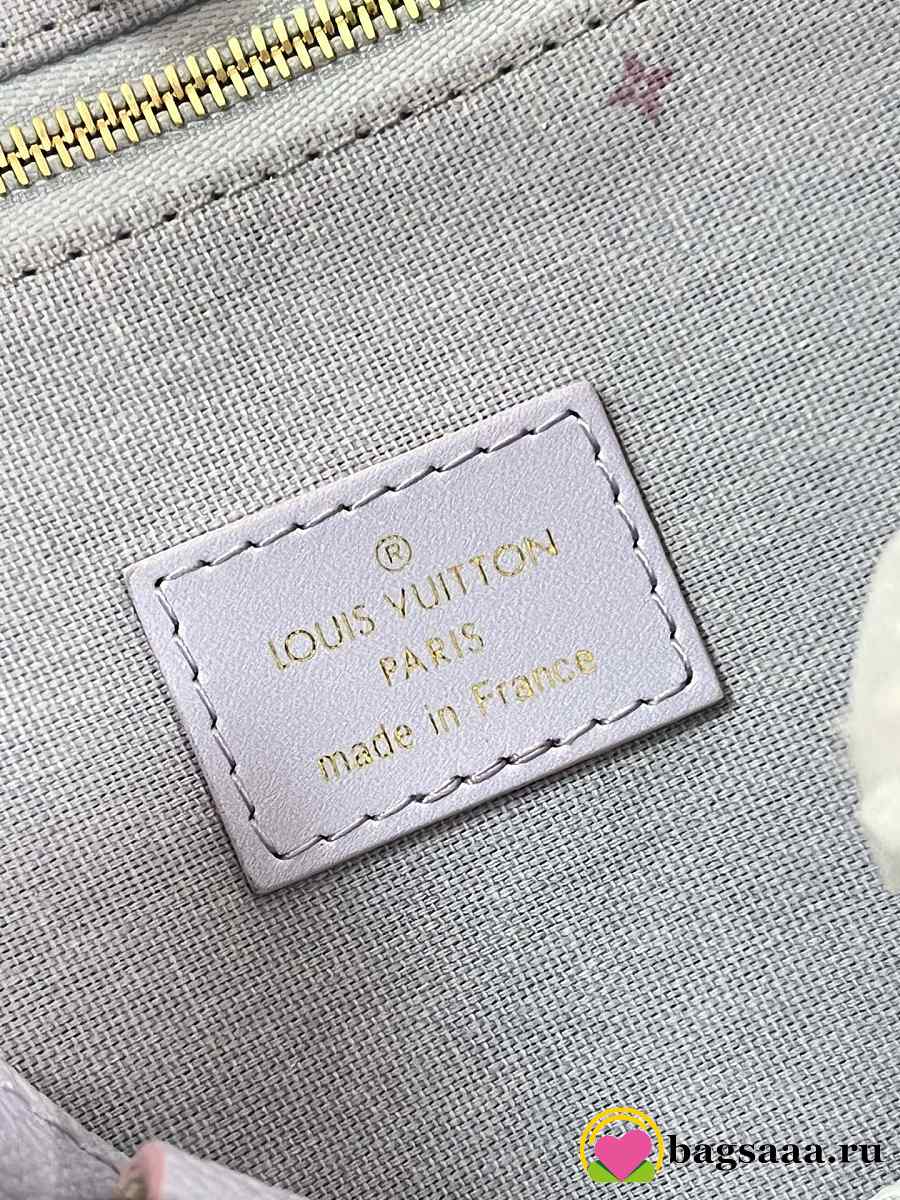 ®
LOUIS VUITTON
PARIS
made in France
bagsaaa.ru